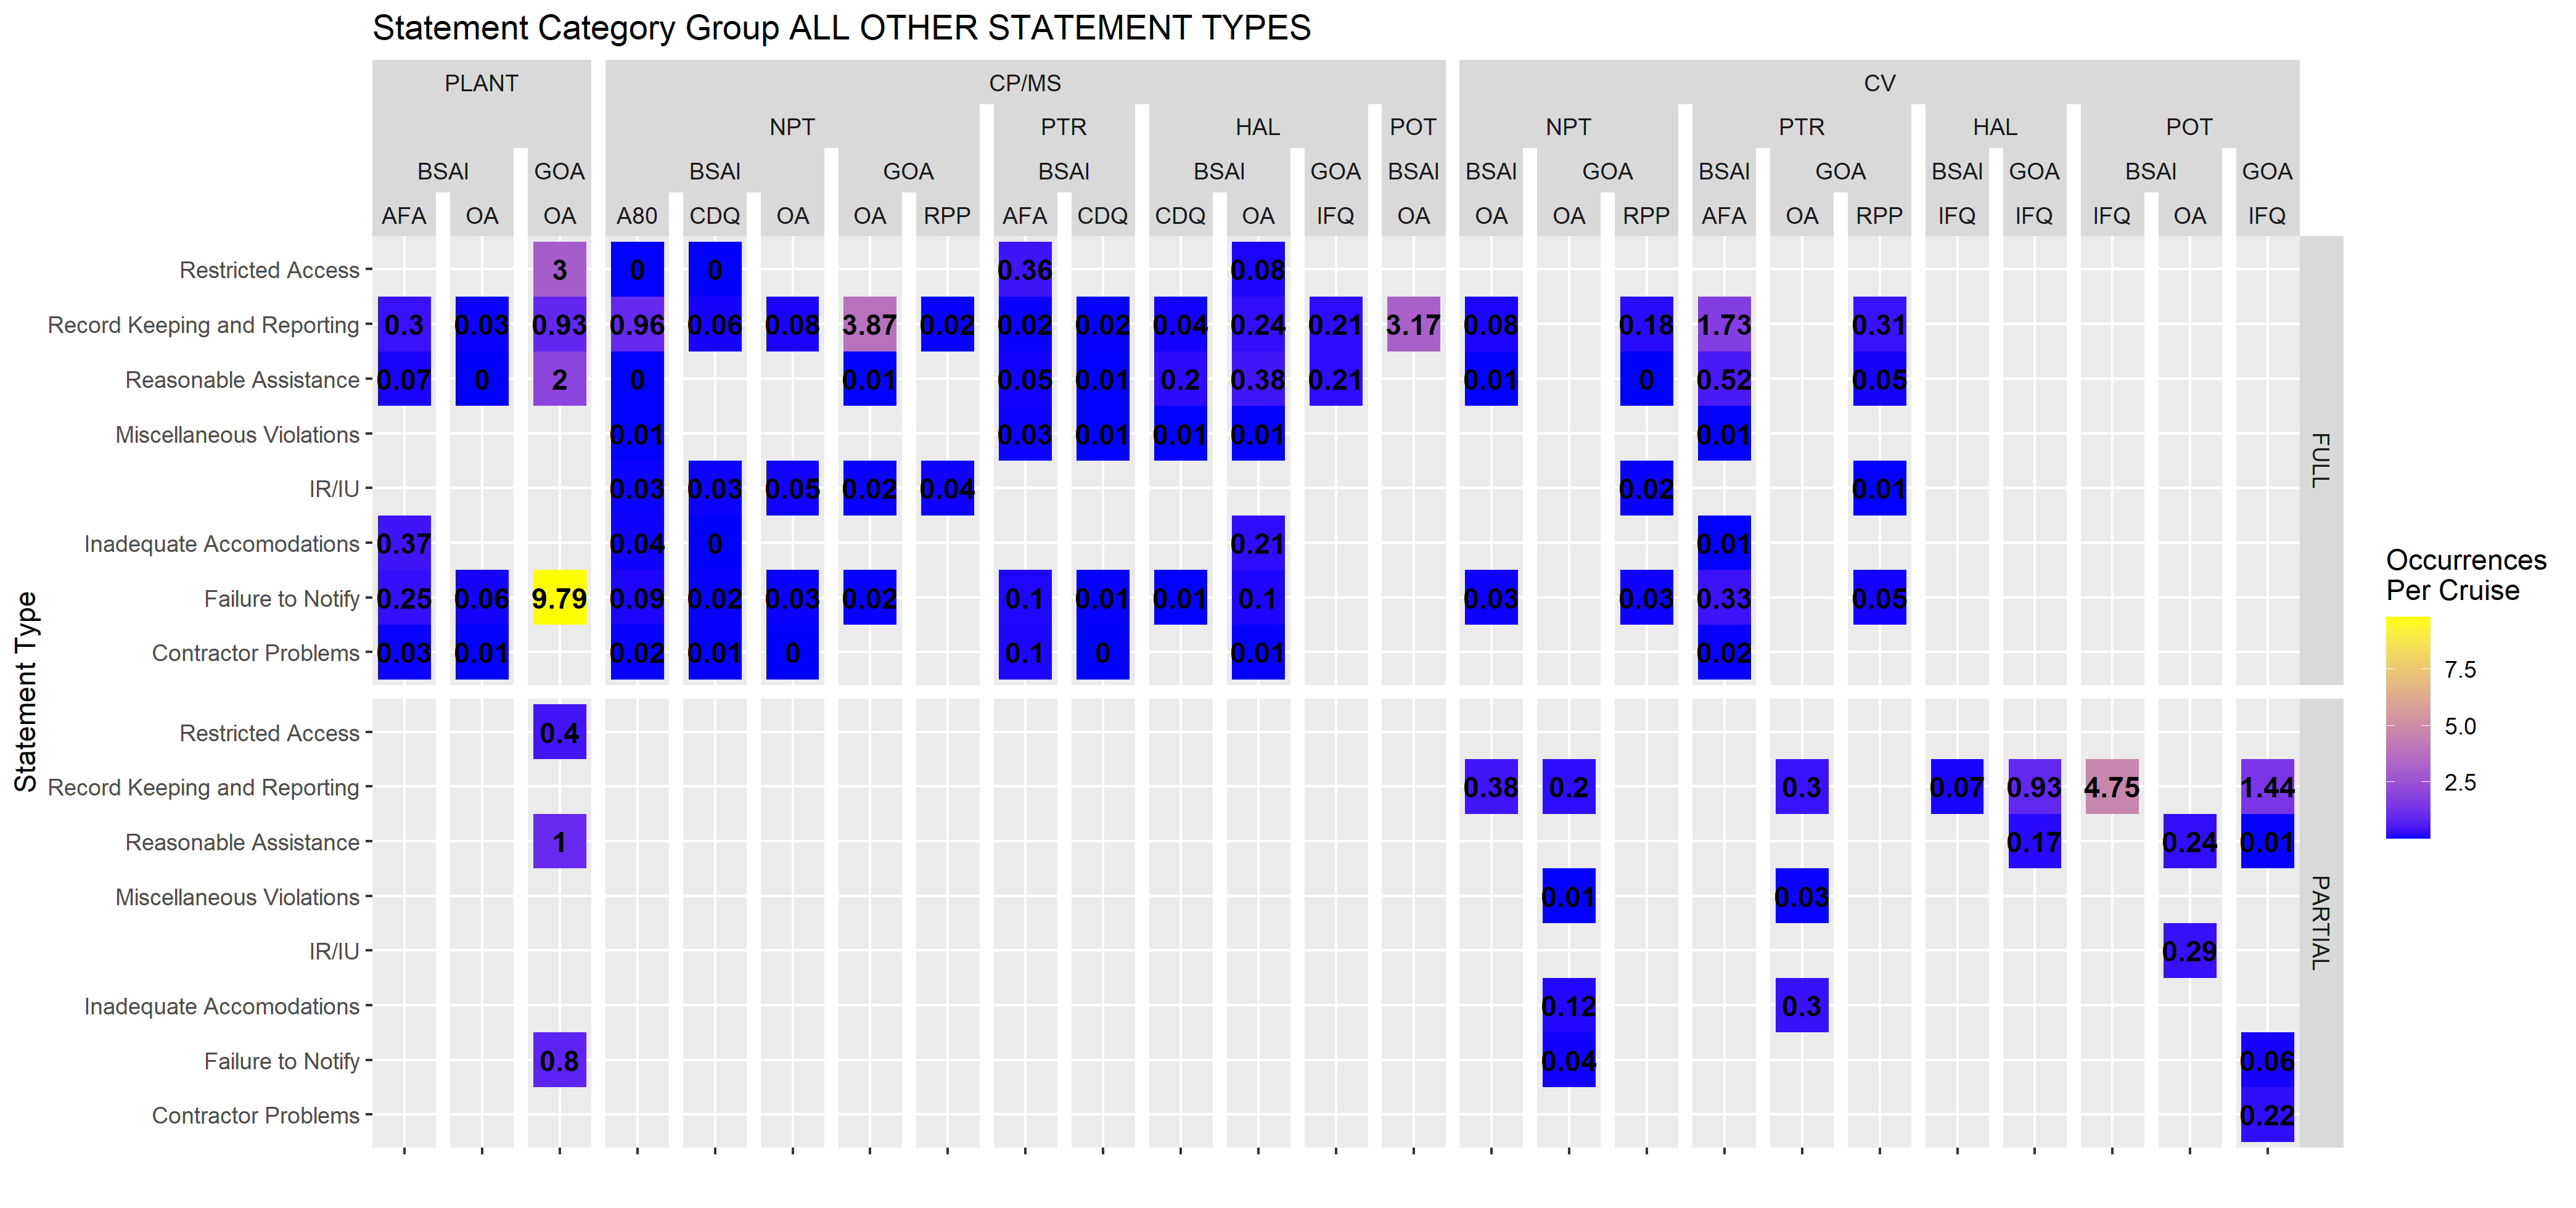 Statement Category Group ALL OTHER STATEMENT TYPES
PLANT CP/MS CV
NPT PTR HAL POT NPT PTR HAL POT
BSAI GOA BSAI GOA BSAI BSAI GOA BSAI BSAI GOA BSAI GOA BSAI GOA BSAI GOA
AFA OA OA A80 CDQ OA OA RPP AFA CDQ CDQ OA IFQ OA OA OA RPP AFA OA RPP IFQ IFQ IFQ OA IFQ
Restricted Access 3 0 0 0.36 0.08
Record Keeping and Reporting 0.3 0.03 0.93 0.96 0.06 0.08 3.87 0.02 0.02 0.02 0.04 0.24 0.21 3.17 0.08 0.18 1.73 0.31
Reasonable Assistance 0.07 0 2 0 0.01 0.05 0.01 0.2 0.38 0.21 0.01 0 0.52 0.05
Miscellaneous Violations 0.01 0.03 0.01 0.01 0.01 0.01
IR/IU 0.03 0.03 0.05 0.02 0.04 0.02 0.01
Inadequate Accomodations 0.37 0.04 0 0.21 0.01
Failure to Notify 0.25 0.06 9.79 0.09 0.02 0.03 0.02 0.1 0.01 0.01 0.1 0.03 0.03 0.33 0.05
Contractor Problems 0.03 0.01 0.02 0.01 0 0.1 0 0.01 0.02
FULL
Restricted Access 0.4
Record Keeping and Reporting 0.38 0.2 0.3 0.07 0.93 4.75 1.44
Reasonable Assistance 1 0.17 0.24 0.01
Miscellaneous Violations 0.01 0.03
IR/IU 0.29
Inadequate Accomodations 0.12 0.3
Failure to Notify 0.8 0.04 0.06
Contractor Problems 0.22
PARTIAL
Statement Type
Occurrences
Per Cruise
7.5
5.0
2.5